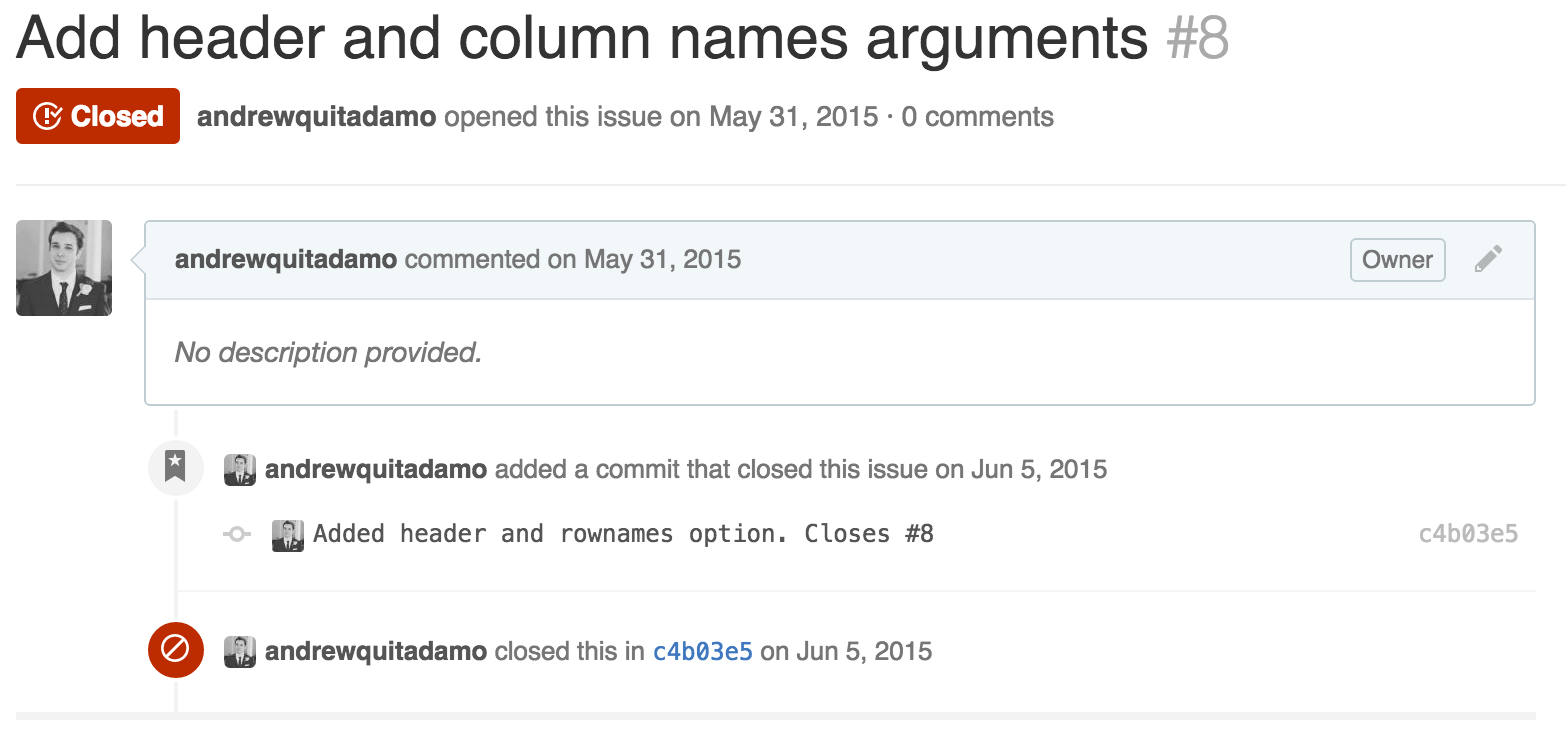 Add header and column names arguments #8
Closed andrewquitadamo opened this issue on May 31, 2015 · 0 comments
andrewquitadamo commented on May 31, 2015 Owner
No description provided.
andrewquitadamo added a commit that closed this issue on Jun 5, 2015
Added header and rownames option. Closes #8 c4b03e5
andrewquitadamo closed this in c4b03e5 on Jun 5, 2015